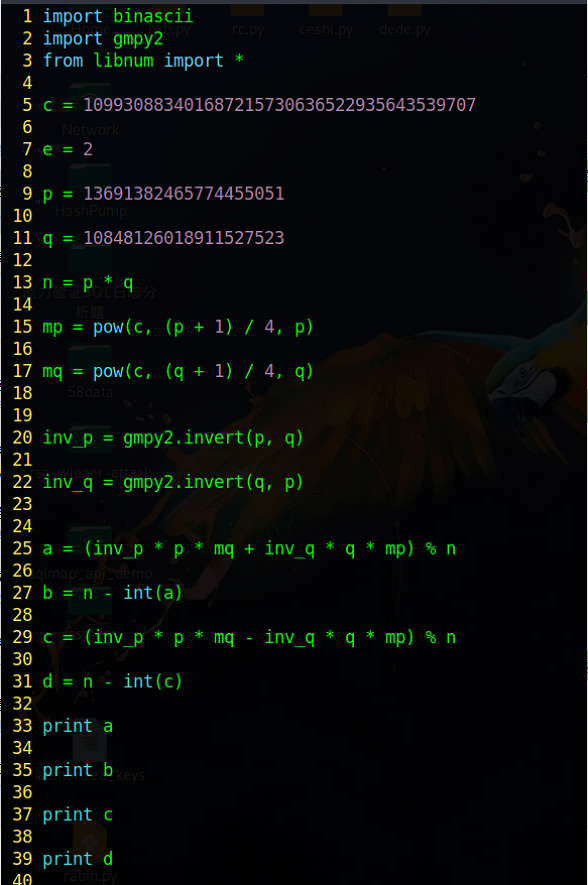 rc.py ceshi.py dede.py
1 import binascii
2 import gmpy2
3 from libnum import *
4
5 c = 109930883401687215730636522935643539707
6
7 e = 2
8
9 p = 13691382465774455051
10
11 q = 10848126018911527523
12
13 n = p * q
14
15 mp = pow(c, (p + 1) / 4, p)
16
17 mq = pow(c, (q + 1) / 4, q)
18
19
20 inv_p = gmpy2.invert(p, q)
21
22 inv_q = gmpy2.invert(q, p)
23
24
25 a = (inv_p * p * mq + inv_q * q * mp) % n
26
27 b = n - int(a)
28
29 c = (inv_p * p * mq - inv_q * q * mp) % n
30
31 d = n - int(c)
32
33 print a
34
35 print b
36
37 print c
38
39 print d
40
Network
HashPump
58data
rabin.py